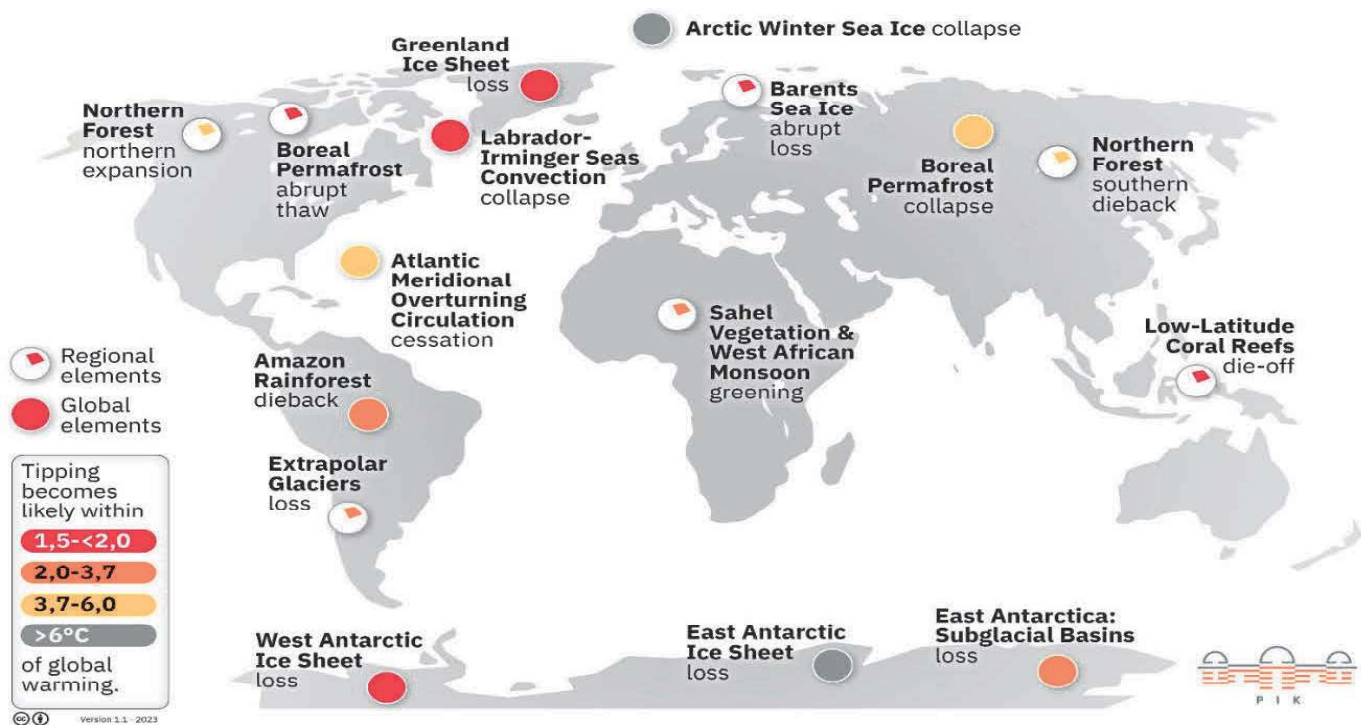 Arctic Winter Sea Ice collapse
Greenland
Ice Sheet
loss
Northern
Forest
northern
expansion
Boreal
Permafrost
abrupt
thaw
Labrador-
Irminger Seas
Convection
collapse
Barents
Sea Ice
abrupt
loss
Boreal
Permafrost
collapse
Northern
Forest
southern
dieback
Atlantic
Meridional
Overturning
Circulation
cessation
Sahel
Vegetation &
West African
Monsoon
greening
Low-Latitude
Coral Reefs
die-off
Regional
elements
Global
elements
Amazon
Rainforest
dieback
Extrapolar
Glaciers
loss
Tipping
becomes
likely within
1,5-<2,0
2,0-3,7
3,7-6,0
>6°C
of global
warming.
West Antarctic
Ice Sheet
loss
East Antarctic
Ice Sheet
loss
East Antarctica:
Subglacial Basins
loss
P I K
cc Version 1.1 - 2023